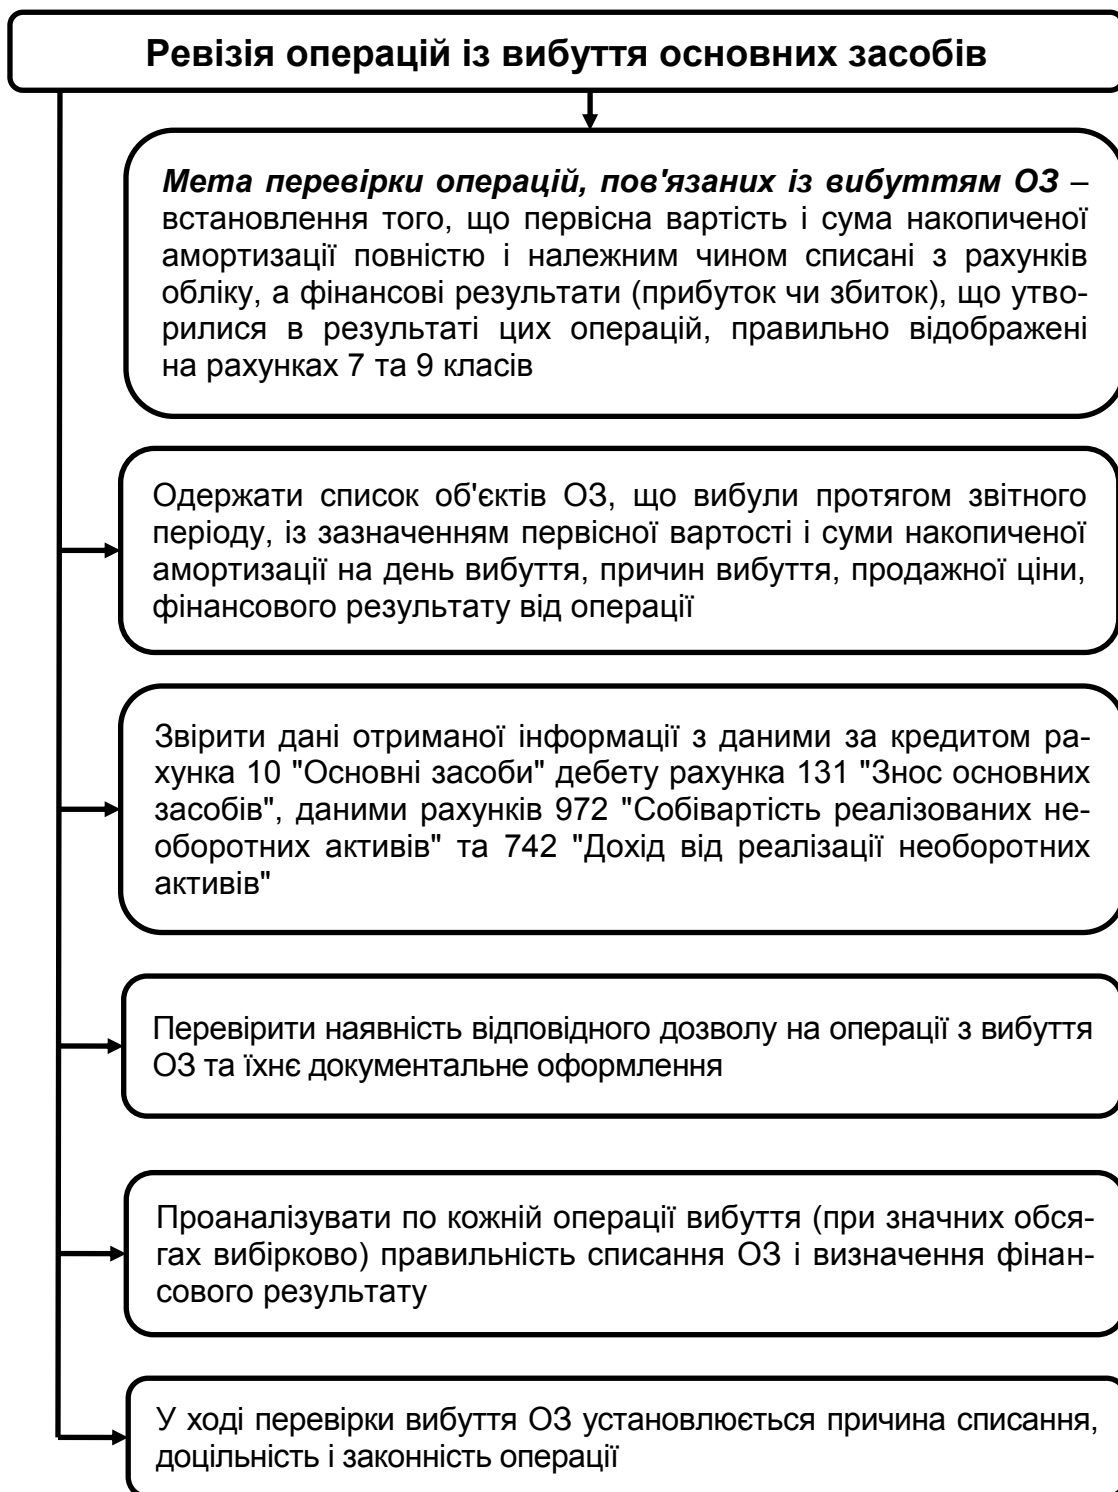 Ревізія операцій із вибуття основних засобів
Мета перевірки операцій, пов'язаних із вибуттям ОЗ –
встановлення того, що первісна вартість і сума накопиченої
амортизації повністю і належним чином списані з рахунків
обліку, а фінансові результати (прибуток чи збиток), що утво-
рилися в результаті цих операцій, правильно відображені
на рахунках 7 та 9 класів
Одержати список об'єктів ОЗ, що вибули протягом звітного
періоду, із зазначенням первісної вартості і суми накопиченої
амортизації на день вибуття, причин вибуття, продажної ціни,
фінансового результату від операції
Звірити дані отриманої інформації з даними за кредитом ра-
хунка 10 "Основні засоби" дебету рахунка 131 "Знос основних
засобів", даними рахунків 972 "Собівартість реалізованих не-
оборотних активів" та 742 "Дохід від реалізації необоротних
активів"
Перевірити наявність відповідного дозволу на операції з вибуття
ОЗ та їхнє документальне оформлення
Проаналізувати по кожній операції вибуття (при значних обся-
гах вибірково) правильність списання ОЗ і визначення фінан-
сового результату
У ході перевірки вибуття ОЗ установлюється причина списання,
доцільність і законність операції